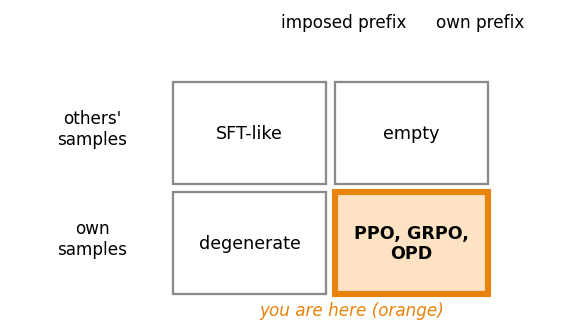 imposed prefix own prefix
others'
samples
SFT-like
empty
own
samples
degenerate
PPO, GRPO,
OPD
you are here (orange)